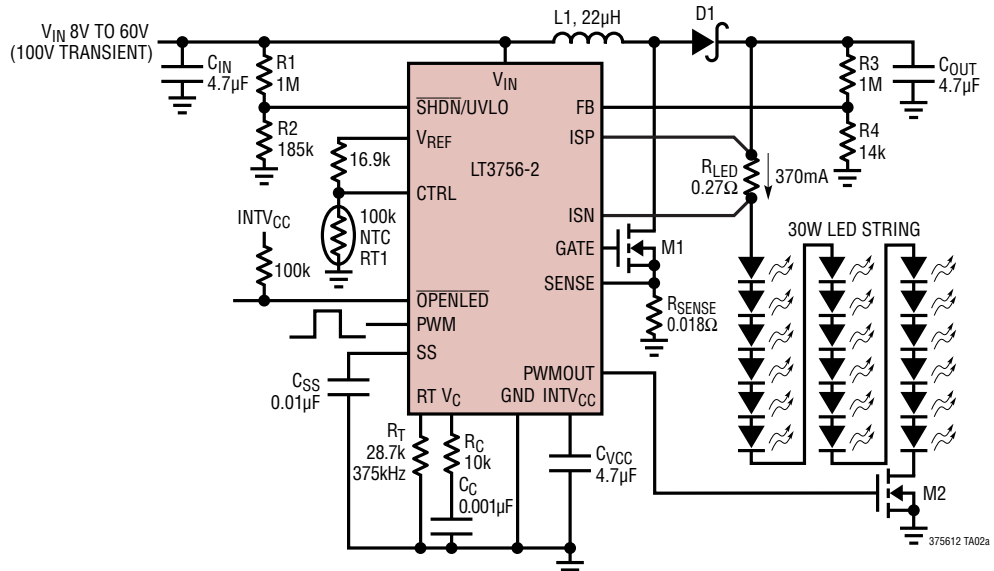 V_IN 8V TO 60V
(100V TRANSIENT)
C_IN
4.7µF
R1
1M
R2
185k
L1, 22µH
D1
V_IN
SHDN/UVLO
V_REF
LT3756-2
CTRL
FB
ISP
ISN
GATE
SENSE
PWMOUT
OPENLED
PWM
SS
RT V_C
GND INTV_CC
16.9k
100k
NTC
RT1
INTV_CC
100k
R3
1M
R4
14k
C_OUT
4.7µF
R_LED
0.27Ω
370mA
30W LED STRING
M1
R_SENSE
0.018Ω
C_SS
0.01µF
R_T
28.7k
375kHz
R_C
10k
C_C
0.001µF
C_VCC
4.7µF
M2
375612 TA02a